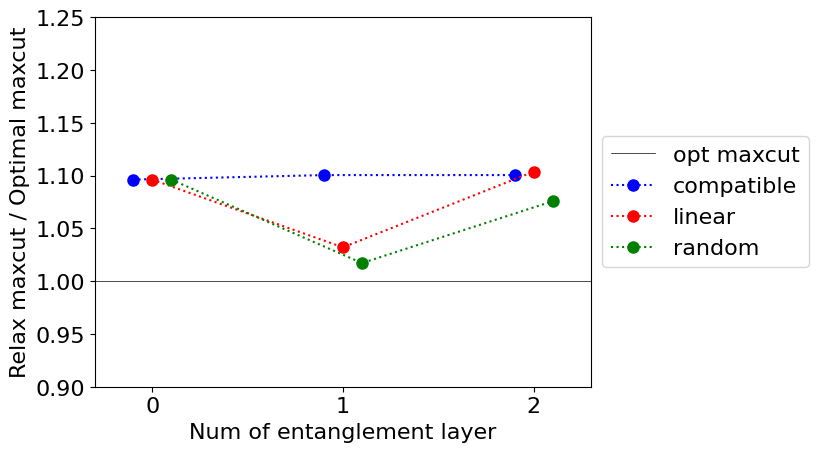 Relax maxcut / Optimal maxcut
1.25
1.20
1.15
1.10
1.05
1.00
0.95
0.90
0
1
2
Num of entanglement layer
opt maxcut
compatible
linear
random